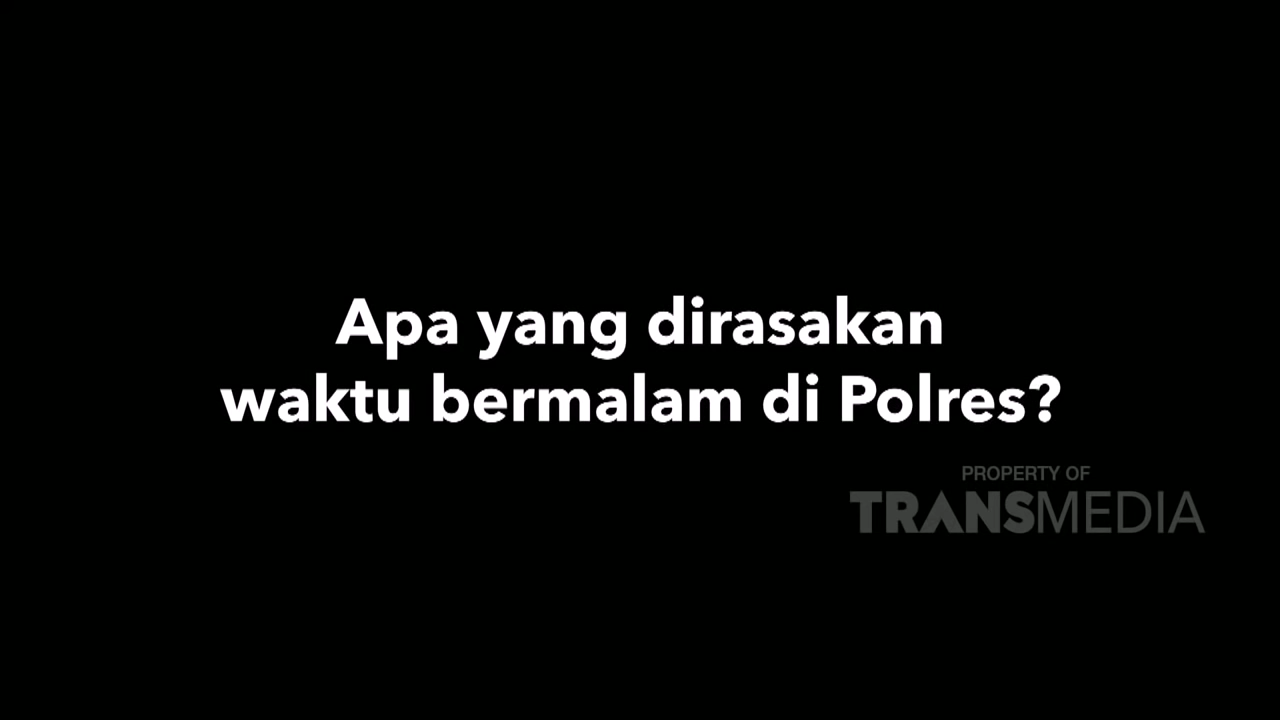 Apa yang dirasakan
waktu bermalam di Polres?
PROPERTY OF
TRANSMEDIA